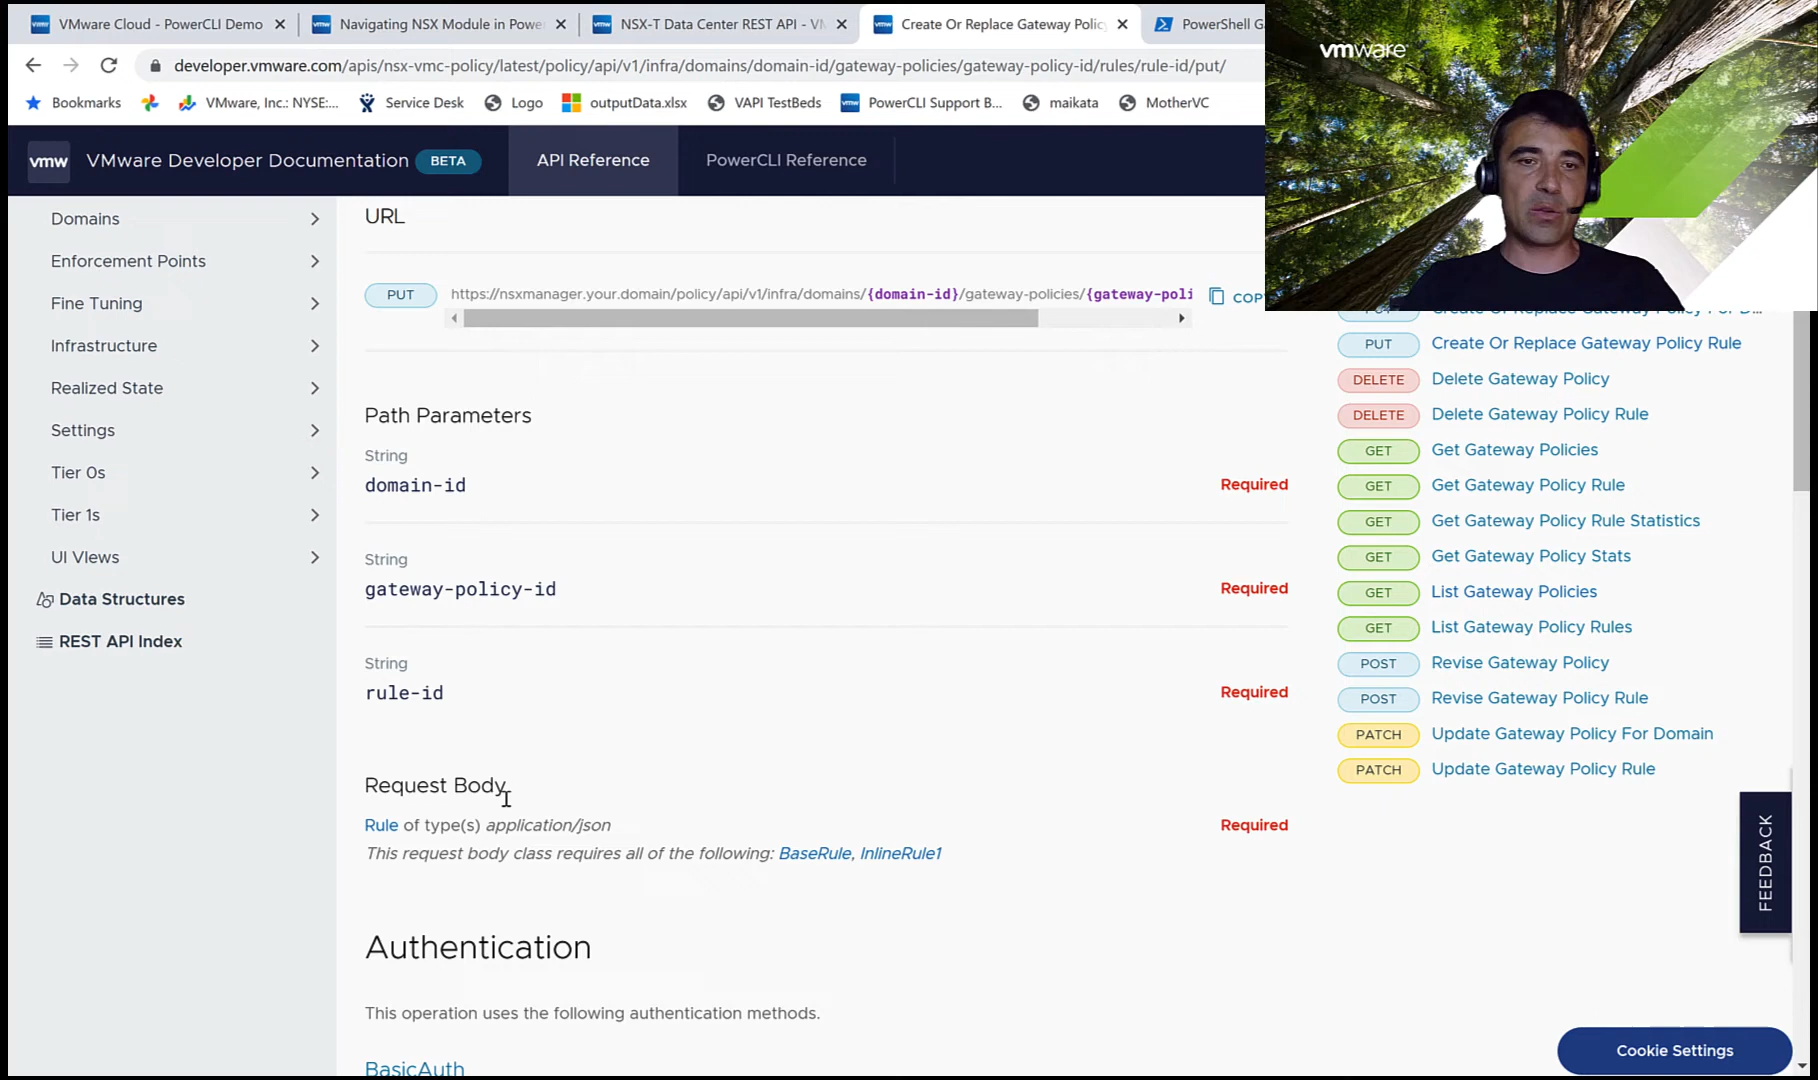 VMware Cloud - PowerCLI Demo
Navigating NSX Module in Power
NSX-T Data Center REST API - VM
Create Or Replace Gateway Policy
PowerShell G
developer.vmware.com/apis/nsx-vmc-policy/latest/policy/api/v1/infra/domains/domain-id/gateway-policies/gateway-policy-id/rules/rule-id/put/
Bookmarks
VMware, Inc.: NYSE:...
Service Desk
Logo
outputData.xlsx
VAPI TestBeds
PowerCLI Support B...
maikata
MotherVC
vmware
vmw
VMware Developer Documentation
BETA
API Reference
PowerCLI Reference
Domains
Enforcement Points
Fine Tuning
Infrastructure
Realized State
Settings
Tier 0s
Tier 1s
UI VIews
Data Structures
REST API Index
URL
PUT
https://nsxmanager.your.domain/policy/api/v1/infra/domains/{domain-id}/gateway-policies/{gateway-poli
COP
Path Parameters
String
domain-id
Required
String
gateway-policy-id
Required
String
rule-id
Required
Request Body
Rule of type(s) application/json
Required
This request body class requires all of the following: BaseRule, InlineRule1
Authentication
This operation uses the following authentication methods.
BasicAuth
PUT Create Or Replace Gateway Policy For D...
PUT Create Or Replace Gateway Policy Rule
DELETE Delete Gateway Policy
DELETE Delete Gateway Policy Rule
GET Get Gateway Policies
GET Get Gateway Policy Rule
GET Get Gateway Policy Rule Statistics
GET Get Gateway Policy Stats
GET List Gateway Policies
GET List Gateway Policy Rules
POST Revise Gateway Policy
POST Revise Gateway Policy Rule
PATCH Update Gateway Policy For Domain
PATCH Update Gateway Policy Rule
FEEDBACK
Cookie Settings